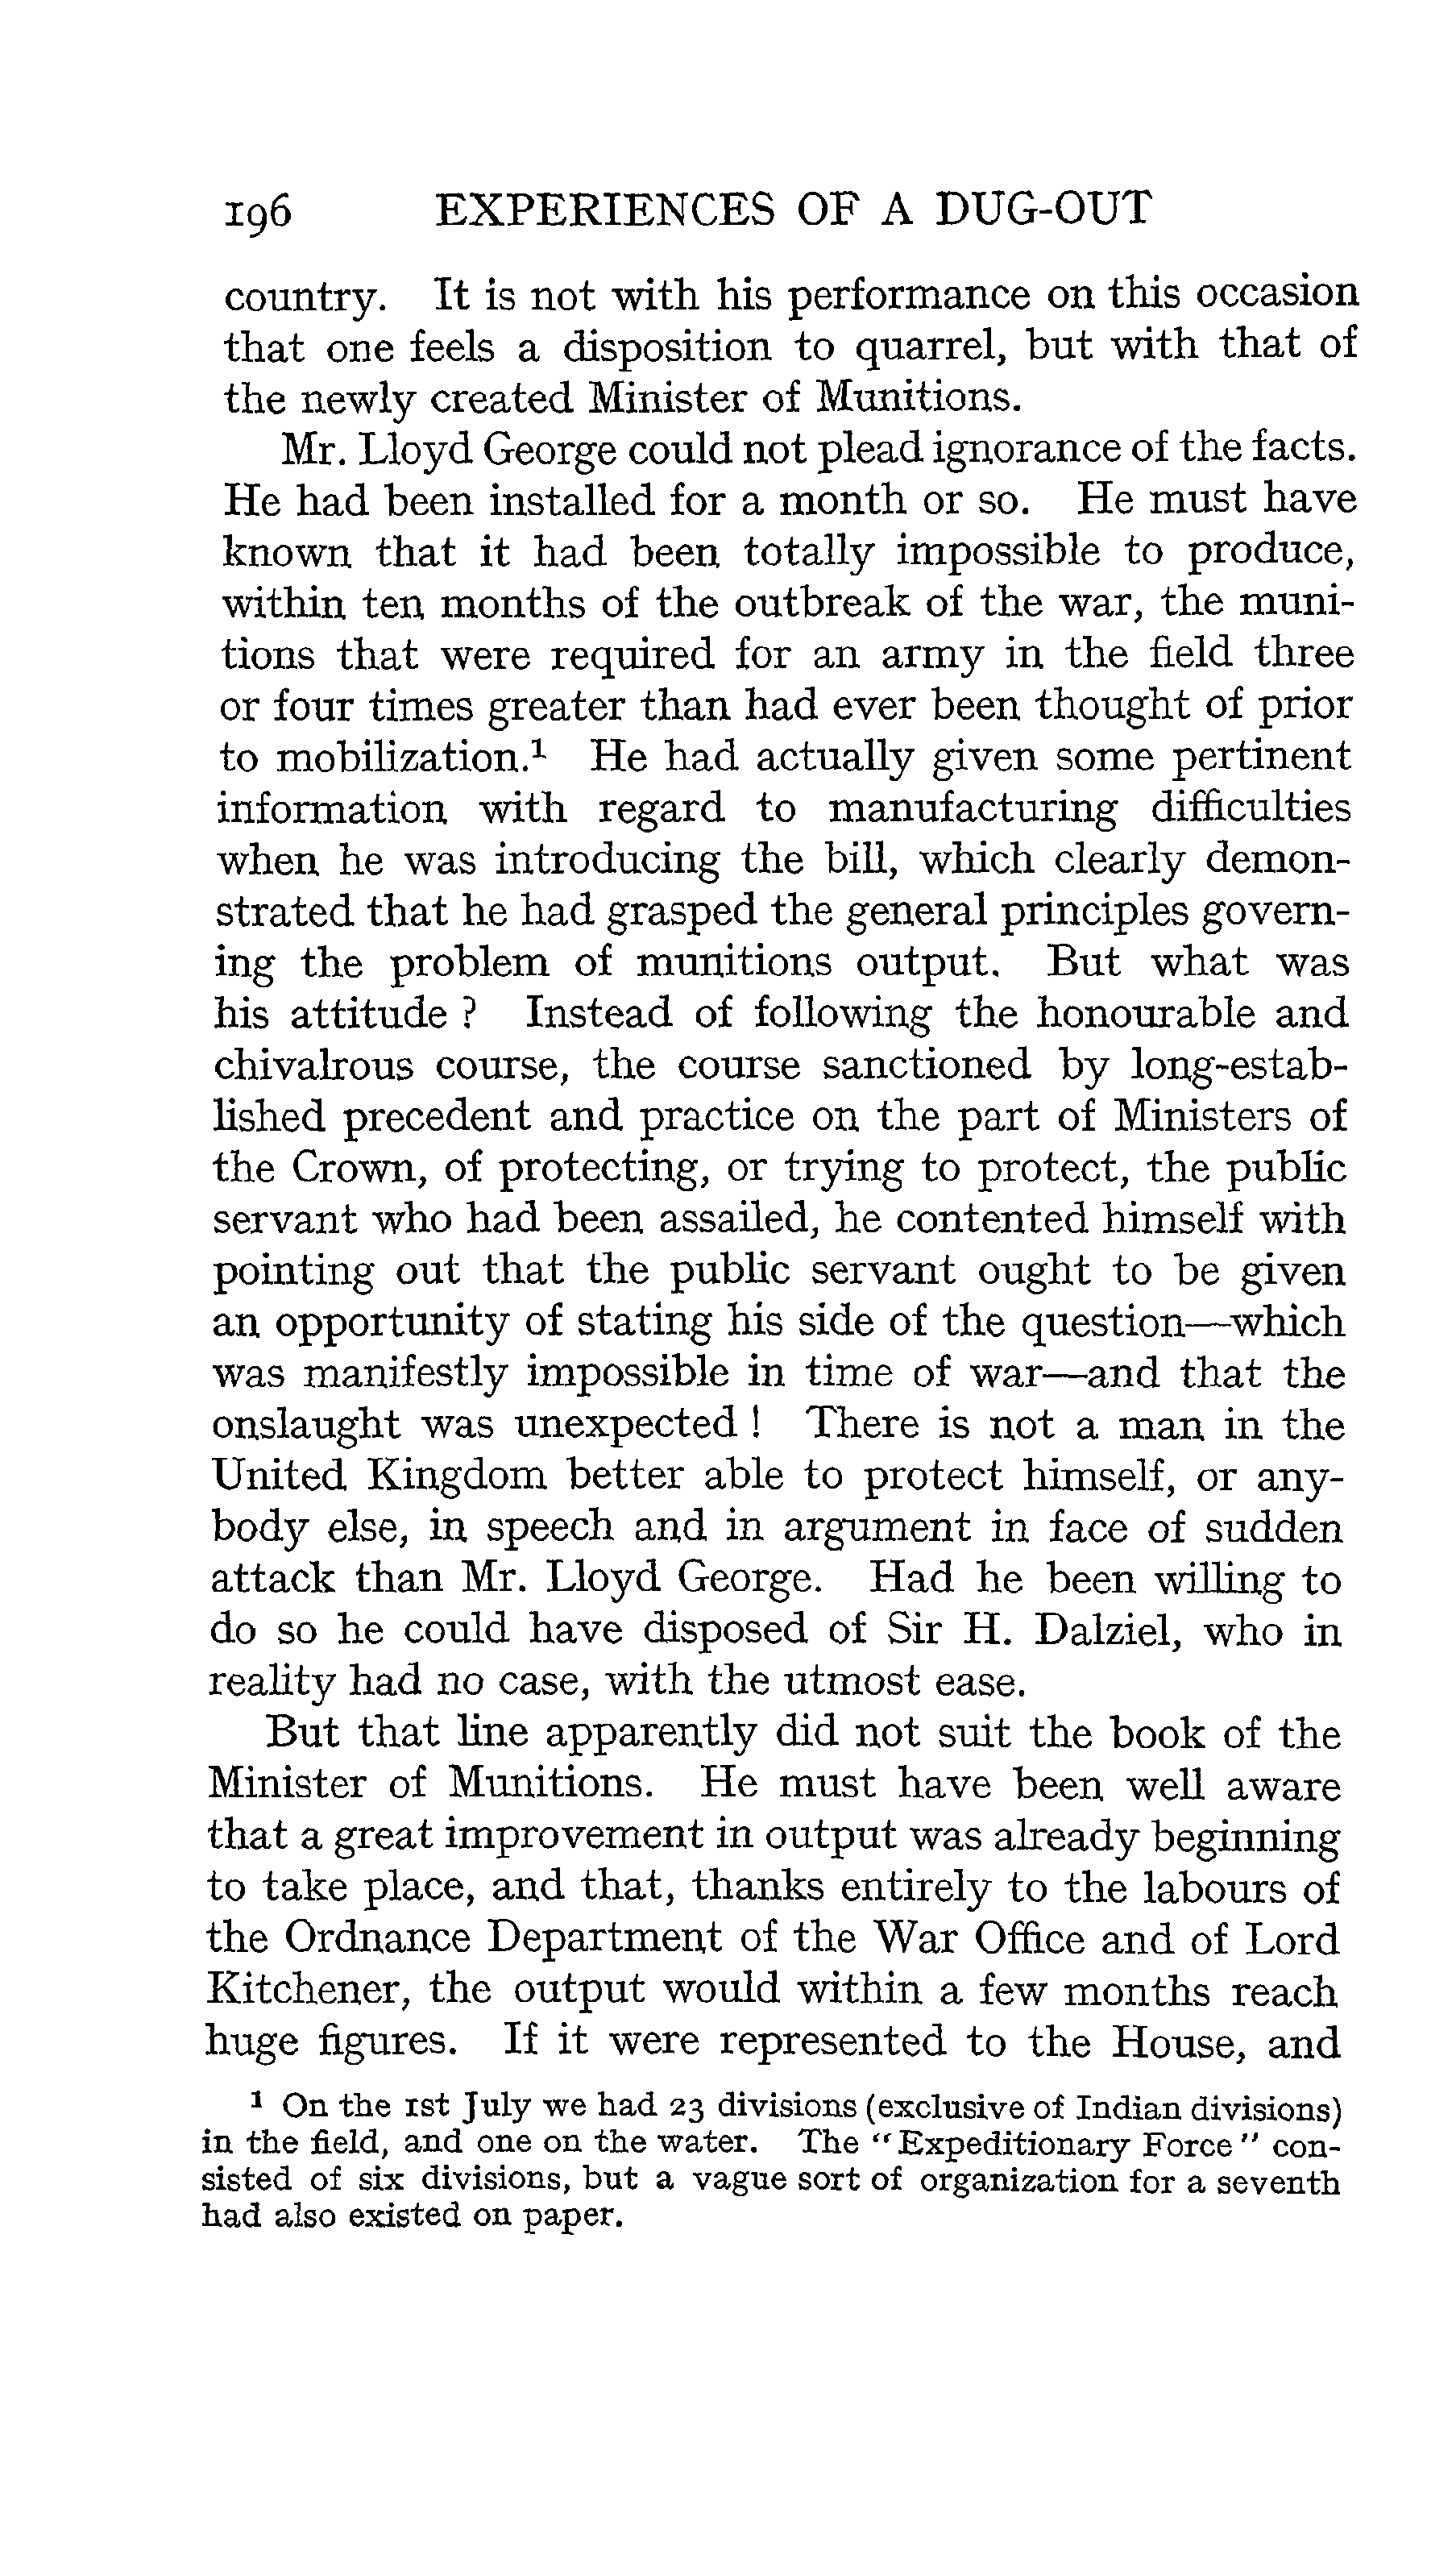 196 EXPERIENCES OF A DUG-OUT
country. It is not with his performance on this occasion
that one feels a disposition to quarrel, but with that of
the newly created Minister of Munitions.
Mr. Lloyd George could not plead ignorance of the facts.
He had been installed for a month or so. He must have
known that it had been totally impossible to produce,
within ten months of the outbreak of the war, the muni-
tions that were required for an army in the field three
or four times greater than had ever been thought of prior
to mobilization.¹ He had actually given some pertinent
information with regard to manufacturing difficulties
when he was introducing the bill, which clearly demon-
strated that he had grasped the general principles govern-
ing the problem of munitions output. But what was
his attitude ? Instead of following the honourable and
chivalrous course, the course sanctioned by long-estab-
lished precedent and practice on the part of Ministers of
the Crown, of protecting, or trying to protect, the public
servant who had been assailed, he contented himself with
pointing out that the public servant ought to be given
an opportunity of stating his side of the question—which
was manifestly impossible in time of war—and that the
onslaught was unexpected ! There is not a man in the
United Kingdom better able to protect himself, or any-
body else, in speech and in argument in face of sudden
attack than Mr. Lloyd George. Had he been willing to
do so he could have disposed of Sir H. Dalziel, who in
reality had no case, with the utmost ease.
But that line apparently did not suit the book of the
Minister of Munitions. He must have been well aware
that a great improvement in output was already beginning
to take place, and that, thanks entirely to the labours of
the Ordnance Department of the War Office and of Lord
Kitchener, the output would within a few months reach
huge figures. If it were represented to the House, and
¹ On the 1st July we had 23 divisions (exclusive of Indian divisions)
in the field, and one on the water. The "Expeditionary Force" con-
sisted of six divisions, but a vague sort of organization for a seventh
had also existed on paper.